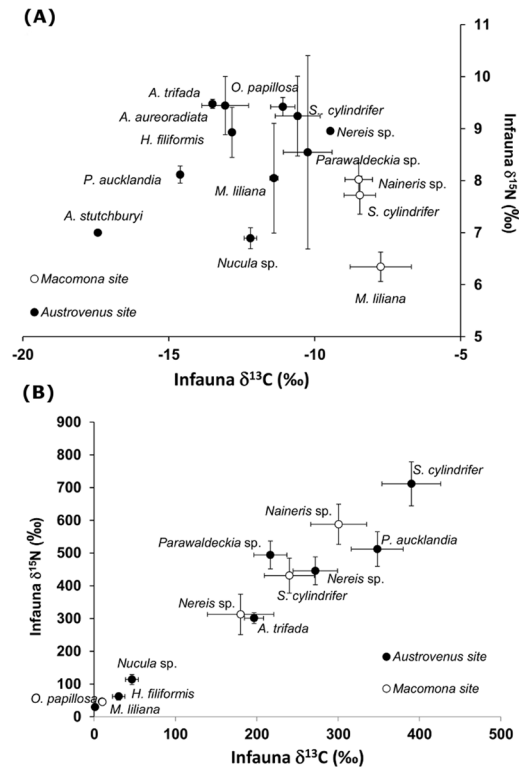 (A)
11
10
9
8
7
6
5
Infauna δ15N (‰)
A. trifada
O. papillosa
A. aureoradiata
S. cylindrifer
H. filiformis
Nereis sp.
Parawaldeckia sp.
P. aucklandia
M. liliana
Naineris sp.
S. cylindrifer
A. stutchburyi
Nucula sp.
Macomona site
M. liliana
Austrovenus site
-20 -15 -10 -5
Infauna δ13C (‰)
(B)
900
800
700
600
500
400
300
200
100
0
Infauna δ15N (‰)
S. cylindrifer
Naineris sp.
Parawaldeckia sp.
P. aucklandia
Nereis sp.
S. cylindrifer
Nereis sp.
A. trifada
Nucula sp.
Austrovenus site
O. papillosa
H. filiformis
Macomona site
M. liliana
0 100 200 300 400 500
Infauna δ13C (‰)